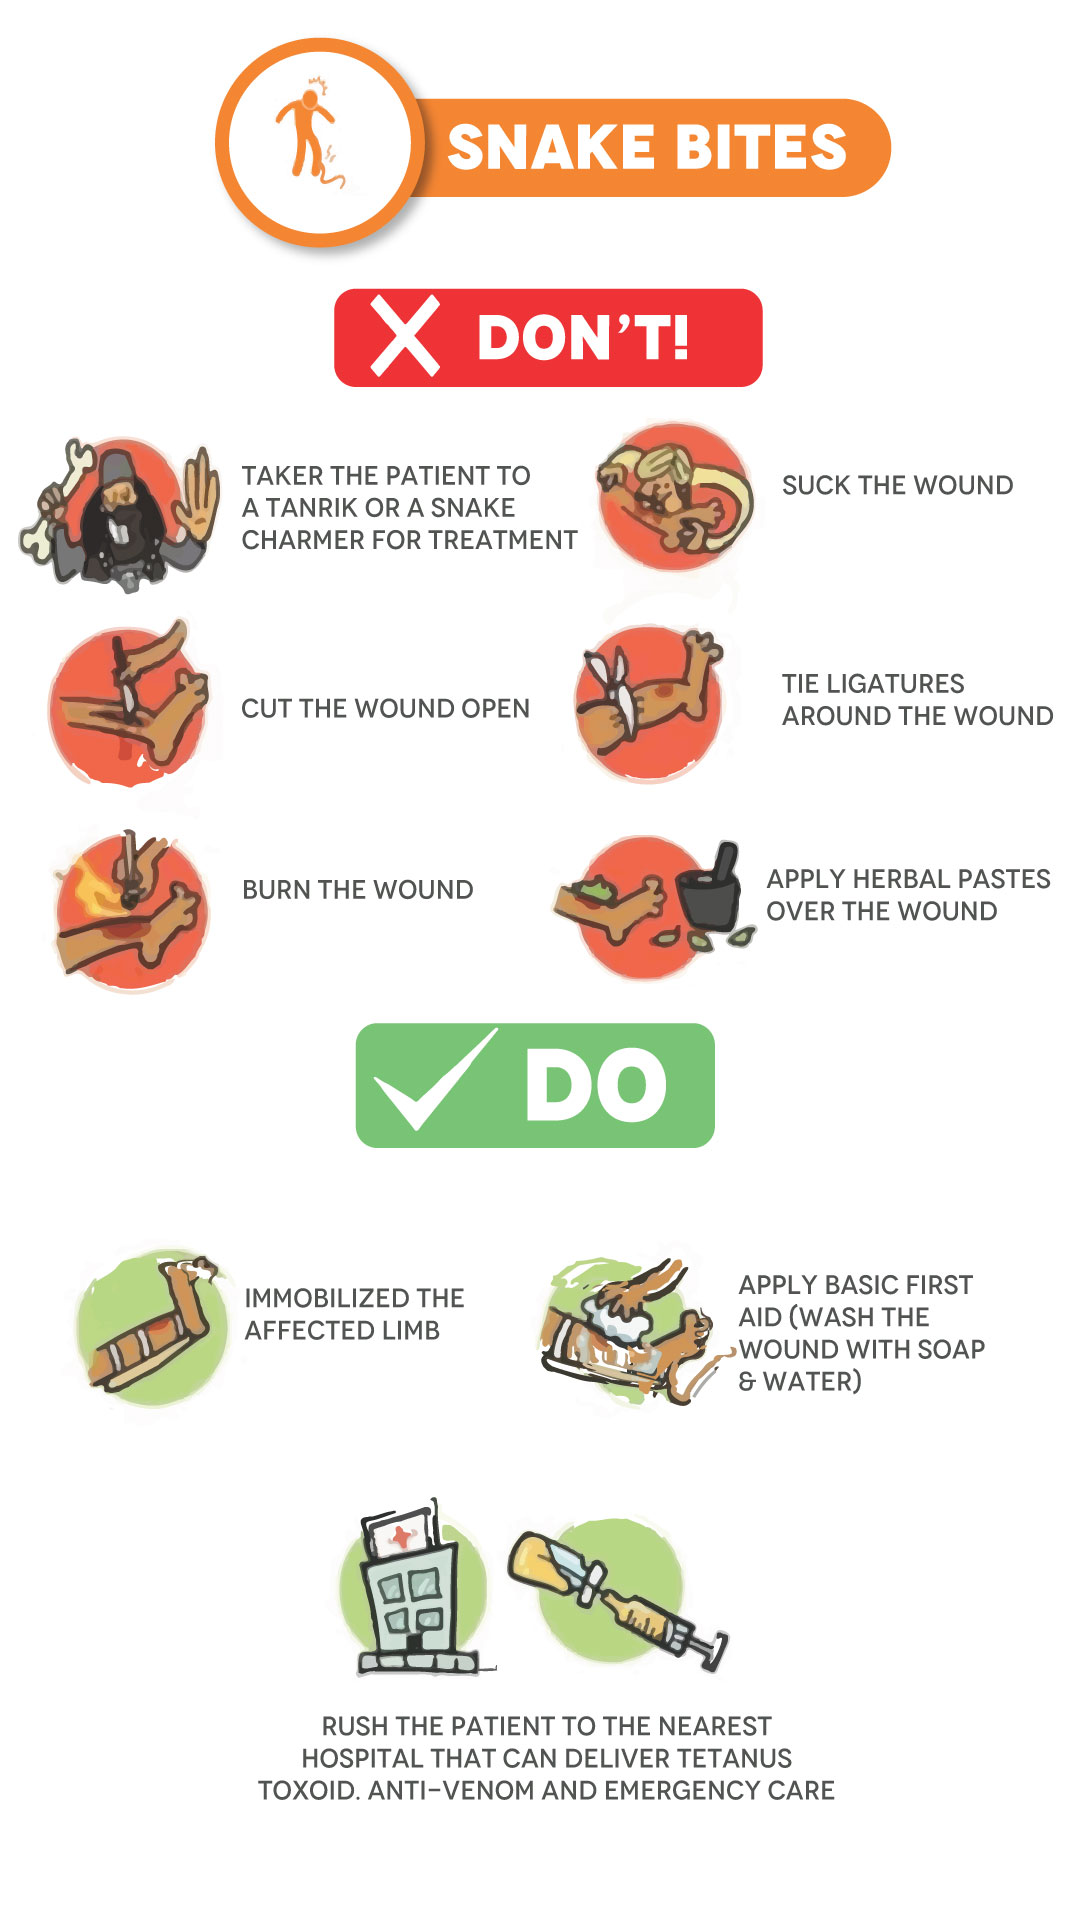 SNAKE BITES
DON'T!
TAKER THE PATIENT TO
A TANRIK OR A SNAKE
CHARMER FOR TREATMENT
SUCK THE WOUND
CUT THE WOUND OPEN
TIE LIGATURES
AROUND THE WOUND
BURN THE WOUND
APPLY HERBAL PASTES
OVER THE WOUND
DO
IMMOBILIZED THE
AFFECTED LIMB
APPLY BASIC FIRST
AID (WASH THE
WOUND WITH SOAP
& WATER)
RUSH THE PATIENT TO THE NEAREST
HOSPITAL THAT CAN DELIVER TETANUS
TOXOID. ANTI-VENOM AND EMERGENCY CARE